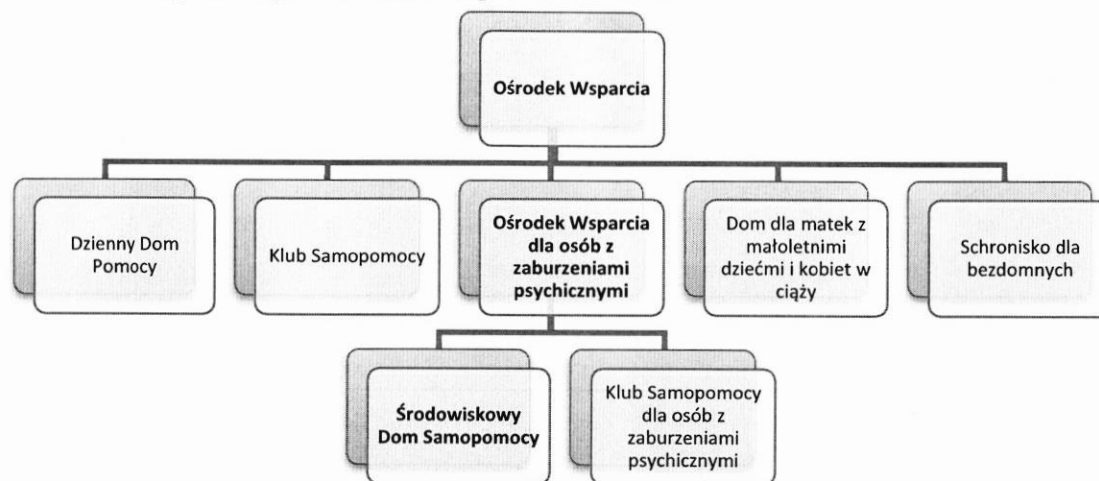 Ośrodek Wsparcia
Dzienny Dom
Pomocy
Klub Samopomocy
Ośrodek Wsparcia
dla osób z
zaburzeniami
psychicznymi
Dom dla matek z
małoletnimi
dziećmi i kobiet w
ciąży
Schronisko dla
bezdomnych
Środowiskowy
Dom Samopomocy
Klub Samopomocy
dla osób z
zaburzeniami
psychicznymi